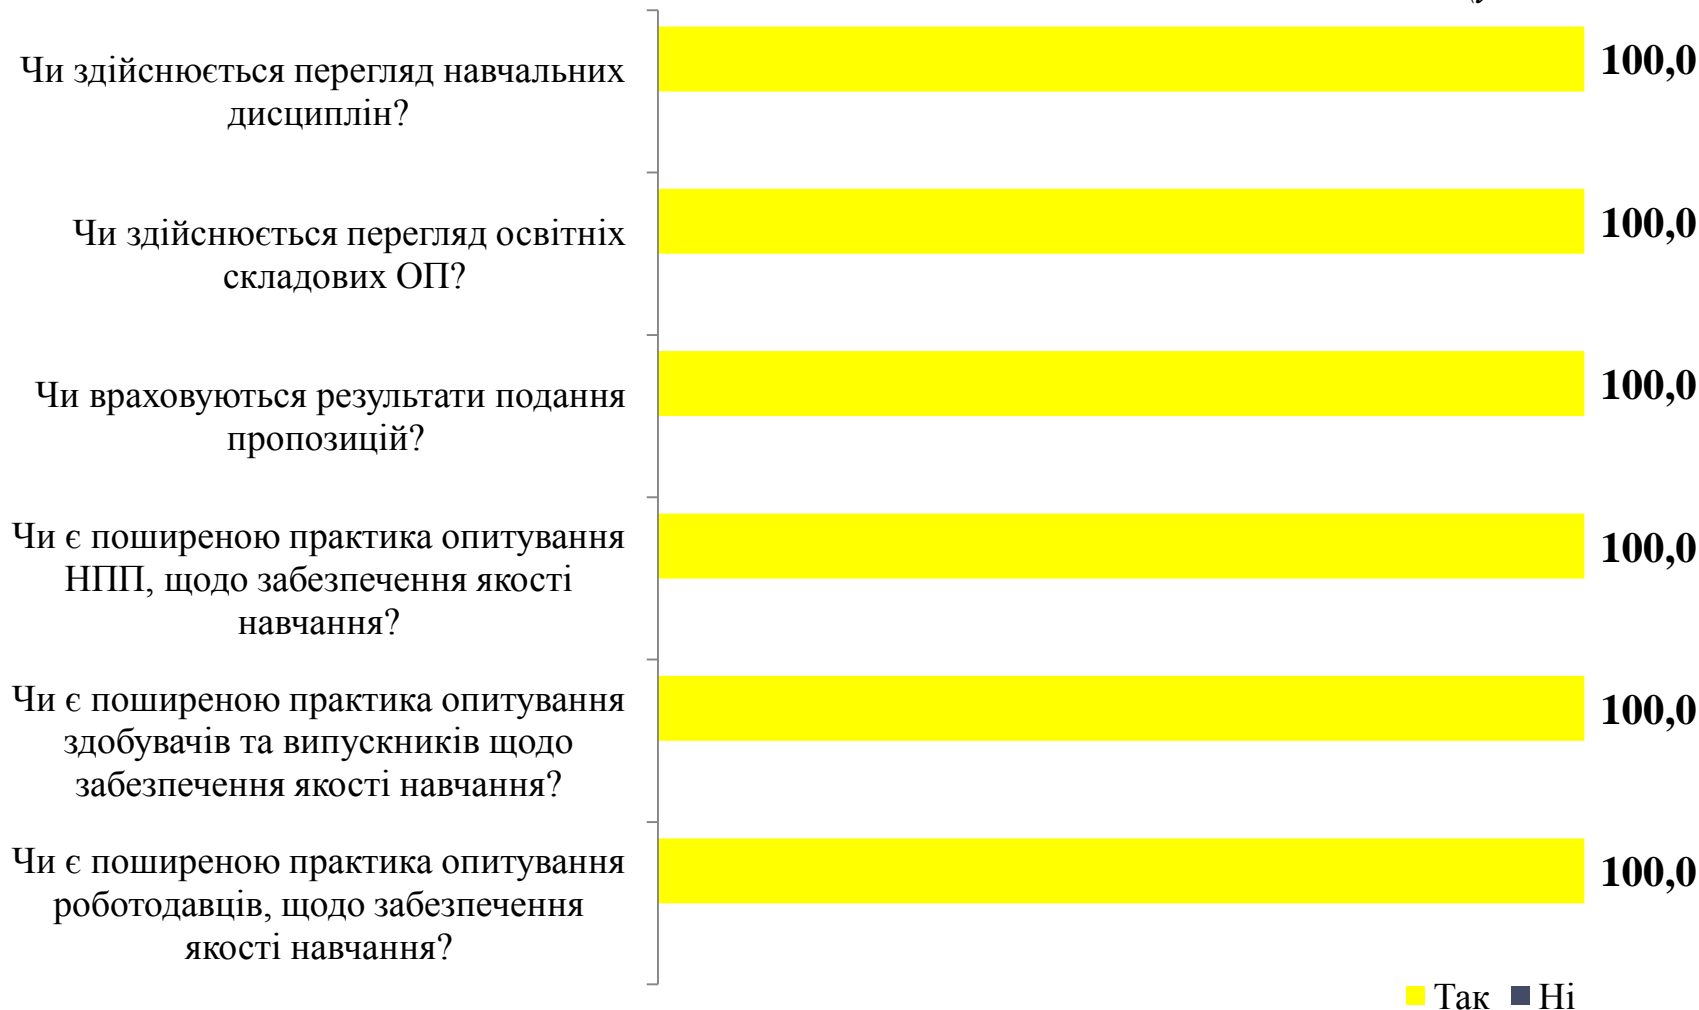 Чи здійснюється перегляд навчальних
дисциплін?
100,0
Чи здійснюється перегляд освітніх
складових ОП?
100,0
Чи враховуються результати подання
пропозицій?
100,0
Чи є поширеною практика опитування
НПП, щодо забезпечення якості
навчання?
100,0
Чи є поширеною практика опитування
здобувачів та випускників щодо
забезпечення якості навчання?
100,0
Чи є поширеною практика опитування
роботодавців, щодо забезпечення
якості навчання?
100,0
Так Ні